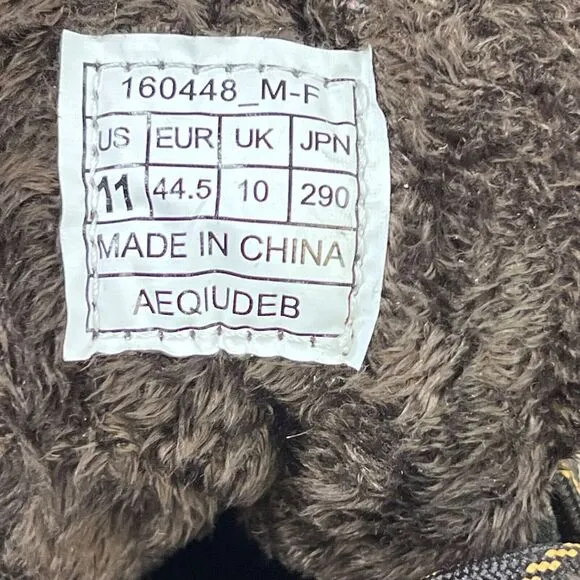 160448_M-F
US EUR UK JPN
11 44.5 10 290
MADE IN CHINA
AEQIUDEB